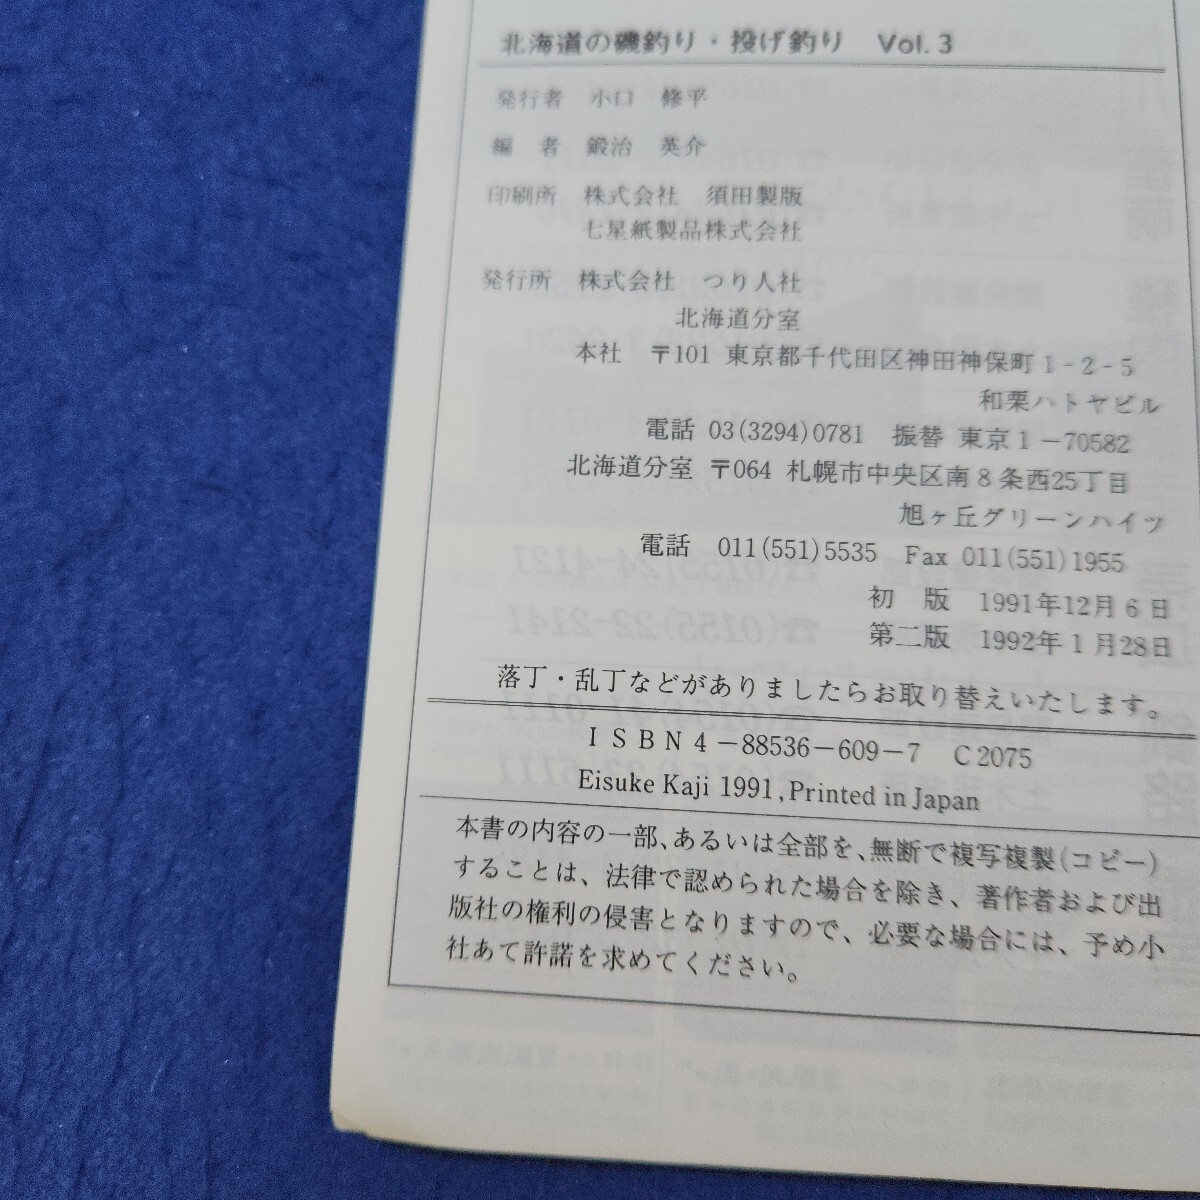 北海道の磯釣り・投げ釣り Vol. 3
発行者 小口 修平
編 者 鍛治 英介
印刷所 株式会社 須田製版
七星紙製品株式会社
発行所 株式会社 つり人社
北海道分室
本社 〒101 東京都千代田区神田神保町1-2-5
和栗ハトヤビル
電話 03(3294)0781 振替 東京1-70582
北海道分室 〒064 札幌市中央区南8条西25丁目
旭ヶ丘グリーンハイツ
電話 011(551)5535 Fax 011(551)1955
初 版 1991年12月6日
第二版 1992年1月28日
落丁・乱丁などがありましたらお取り替えいたします。
ISBN4-88536-609-7 C2075
Eisuke Kaji 1991, Printed in Japan
本書の内容の一部、あるいは全部を、無断で複写複製(コピー)
することは、法律で認められた場合を除き、著作者および出
版社の権利の侵害となりますので、必要な場合には、予め小
社あて許諾を求めてください。